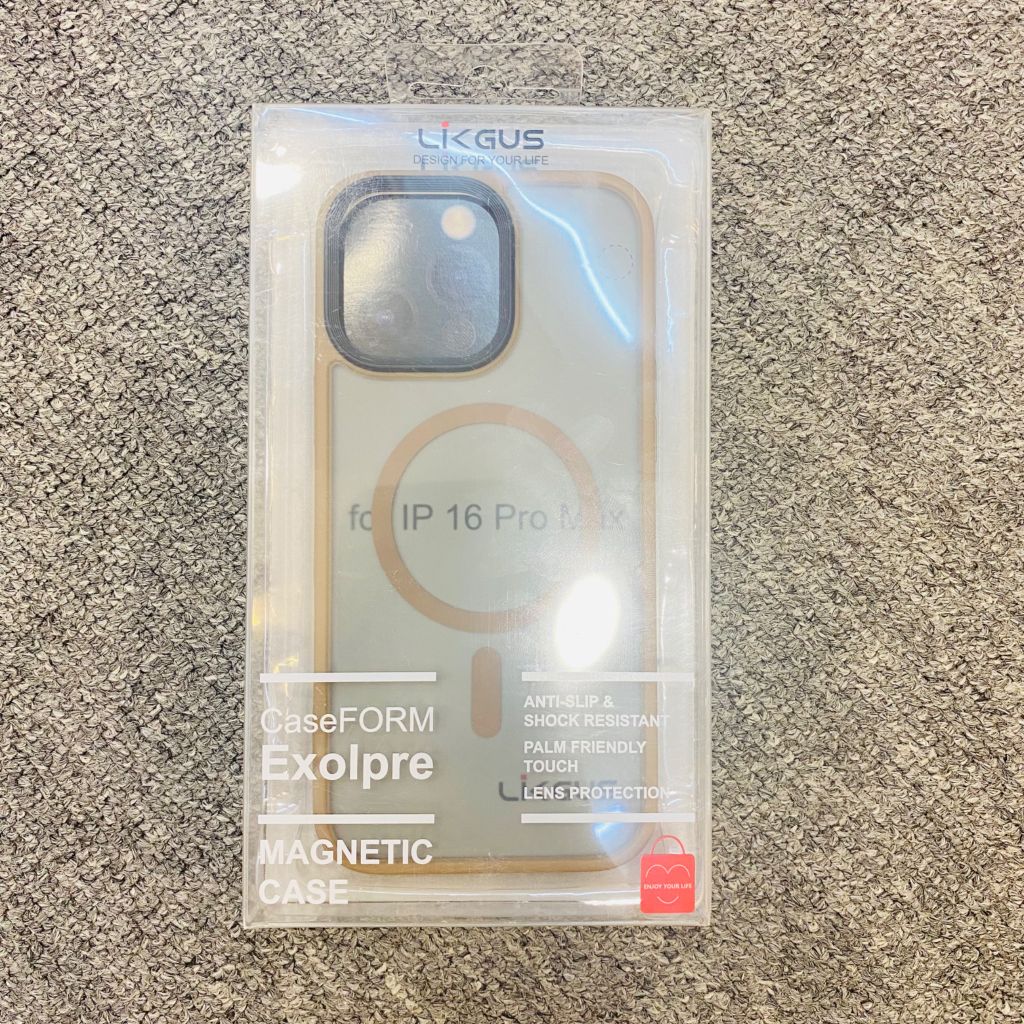 LIKGUS
DESIGN FOR YOUR LIFE
for IP 16 Pro Max
CaseFORM
Exolpre
MAGNETIC
CASE
ANTI-SLIP &
SHOCK RESISTANT
PALM FRIENDLY
TOUCH
LENS PROTECTION
LIKGUS
ENJOY YOUR LIFE